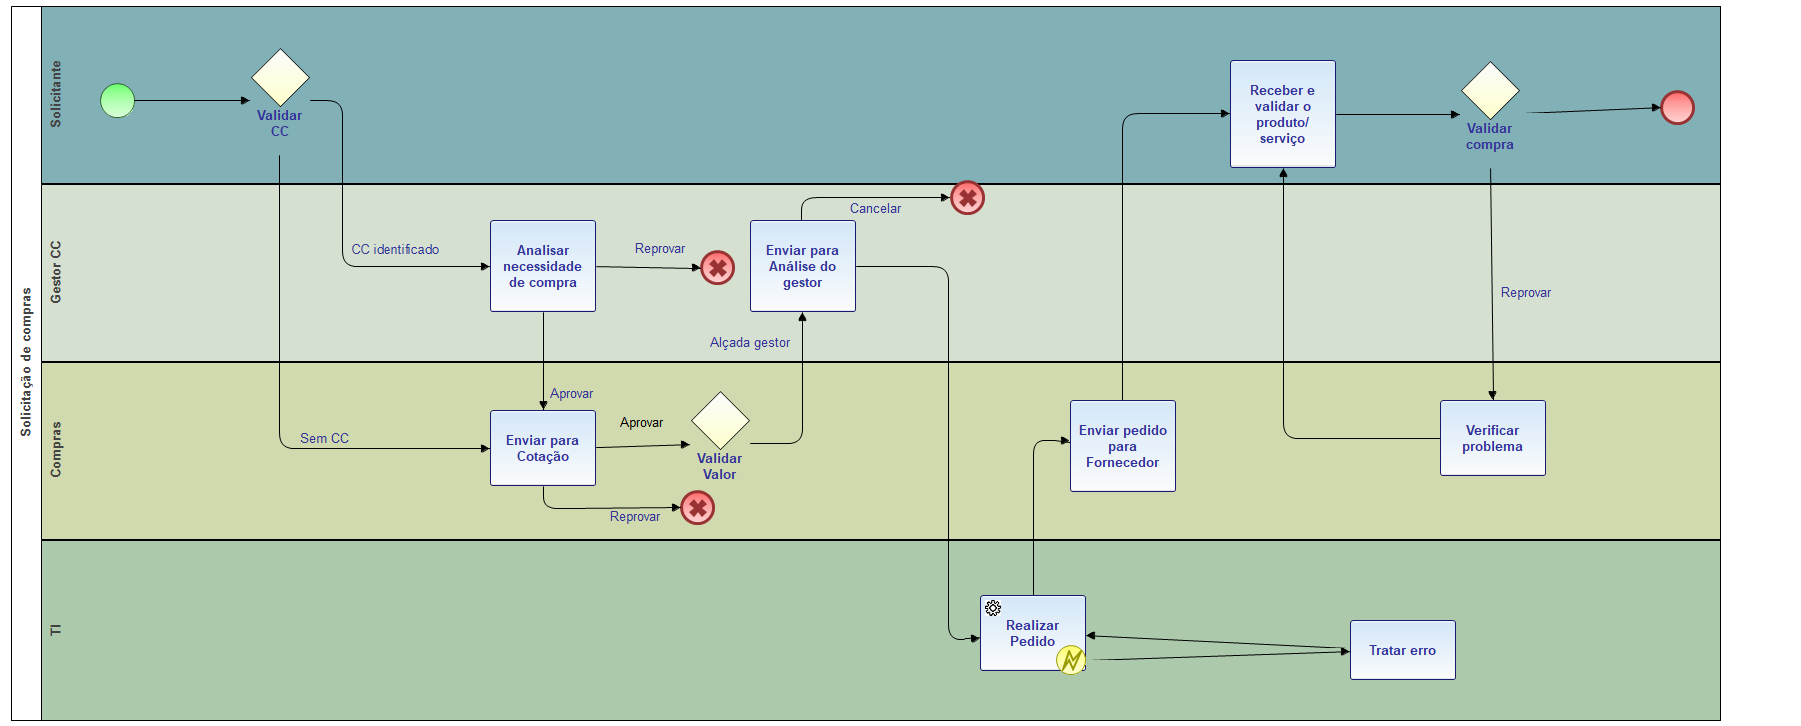 Solicitação de compras
Solicitante
Validar
CC
Receber e
validar o
produto/
serviço
Validar
compra
Gestor CC
CC identificado
Analisar
necessidade
de compra
Reprovar
Enviar para
Análise do
gestor
Cancelar
Alçada gestor
Reprovar
Compras
Aprovar
Sem CC
Enviar para
Cotação
Aprovar
Validar
Valor
Reprovar
Enviar pedido
para
Fornecedor
Verificar
problema
TI
Realizar
Pedido
Tratar erro